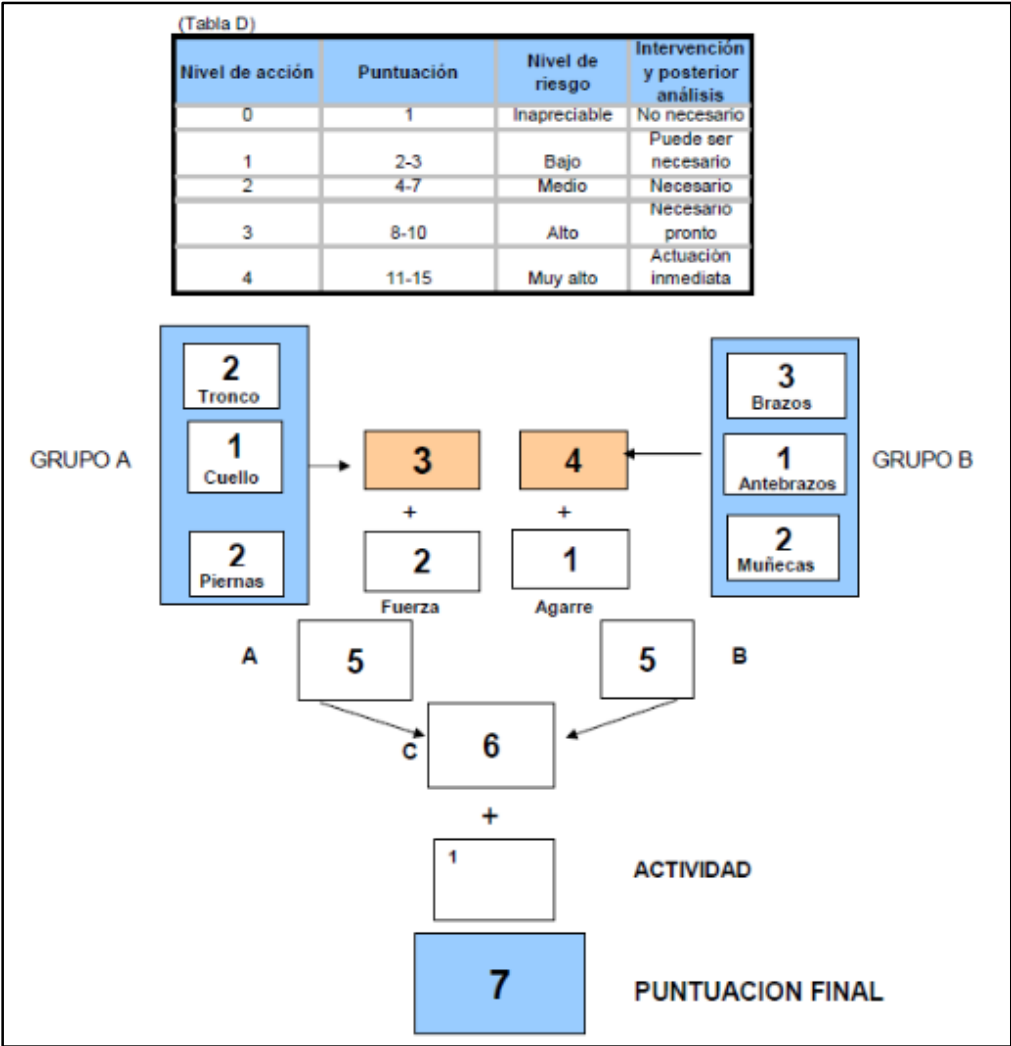 (Tabla D)
Nivel de acción Puntuación Nivel de riesgo Intervención y posterior análisis
0 1 Inapreciable No necesario
1 2-3 Bajo Puede ser necesario
2 4-7 Medio Necesario
3 8-10 Alto Necesario pronto
4 11-15 Muy alto Actuación inmediata
GRUPO A
2
Tronco
1
Cuello
2
Piernas
3
+
2
Fuerza
4
+
1
Agarre
3
Brazos
1
Antebrazos
2
Muñecas
GRUPO B
A 5
5 B
C 6
+
1
ACTIVIDAD
7
PUNTUACION FINAL